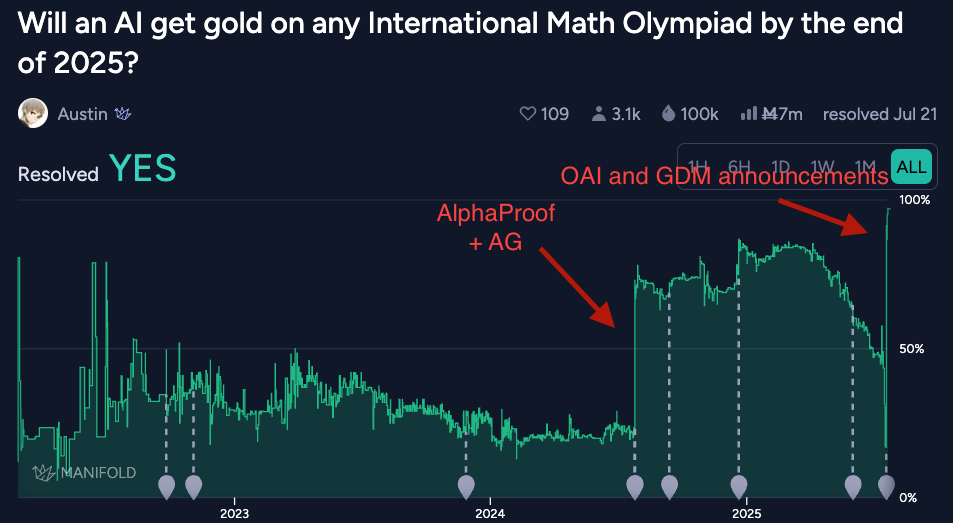 Will an AI get gold on any International Math Olympiad by the end
of 2025?
Austin
109 3.1k 100k Ṁ7m resolved Jul 21
Resolved YES
1H 6H 1D 1W 1M ALL
OAI and GDM announcements
100%
AlphaProof
+ AG
50%
MANIFOLD
0%
2023 2024 2025